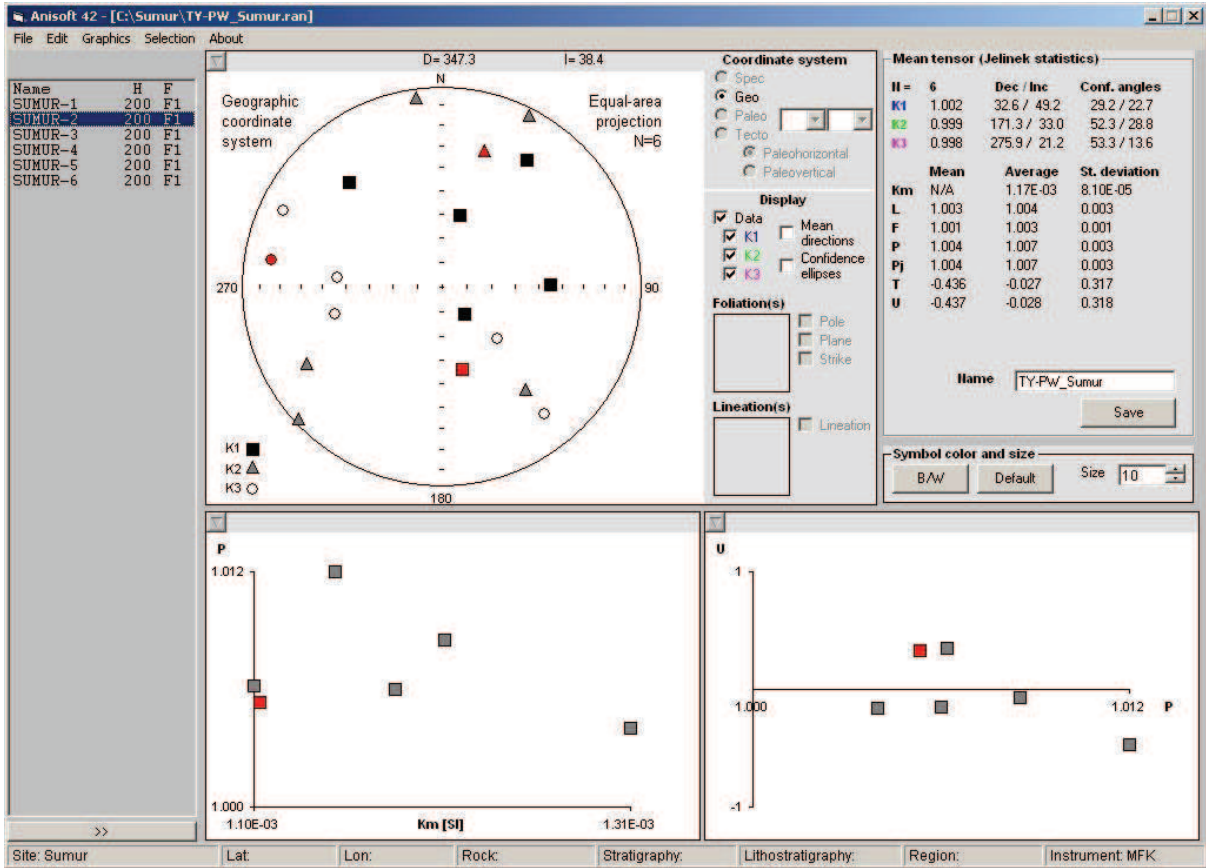 Anisoft 42 - [C:\Sumur\TY-PW_Sumur.ran]
File Edit Graphics Selection About
Name H F
SUMUR-1 200 F1
SUMUR-2 200 F1
SUMUR-3 200 F1
SUMUR-4 200 F1
SUMUR-5 200 F1
SUMUR-6 200 F1
>>
D= 347.3 I= 38.4
Geographic
coordinate
system
N
Equal-area
projection
N=6
270
90
180
K1
K2
K3
Coordinate system
Spec
Geo
Paleo
Tecto
Paleohorizontal
Paleovertical
Display
Data
K1
K2
K3
Mean
directions
Confidence
ellipses
Foliation(s)
Pole
Plane
Strike
Lineation(s)
Lineation
Mean tensor (Jelinek statistics)
N = 6 Dec / Inc Conf. angles
K1 1.002 32.6 / 49.2 29.2 / 22.7
K2 0.999 171.3 / 33.0 52.3 / 28.8
K3 0.998 275.9 / 21.2 53.3 / 13.6
Mean Average St. deviation
Km N/A 1.17E-03 8.10E-05
L 1.003 1.004 0.003
F 1.001 1.003 0.001
P 1.004 1.007 0.003
Pj 1.004 1.007 0.003
T -0.436 -0.027 0.317
U -0.437 -0.028 0.318
Name TY-PW_Sumur
Save
Symbol color and size
B/W Default Size 10
P
1.012
1.000
1.10E-03 Km [SI] 1.31E-03
U
1
1.000 1.012 P
-1
Site: Sumur Lat: Lon: Rock: Stratigraphy: Lithostratigraphy: Region: Instrument: MFK